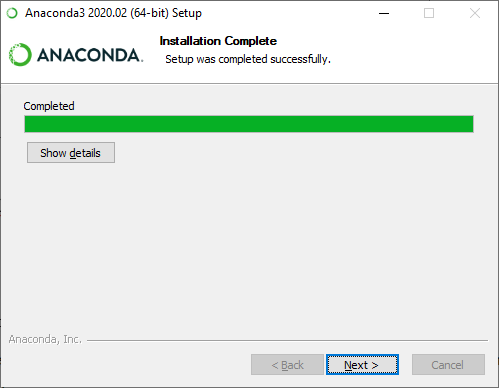 Anaconda3 2020.02 (64-bit) Setup
ANACONDA.
Installation Complete
Setup was completed successfully.
Completed
Show details
Anaconda, Inc.
< Back
Next >
Cancel